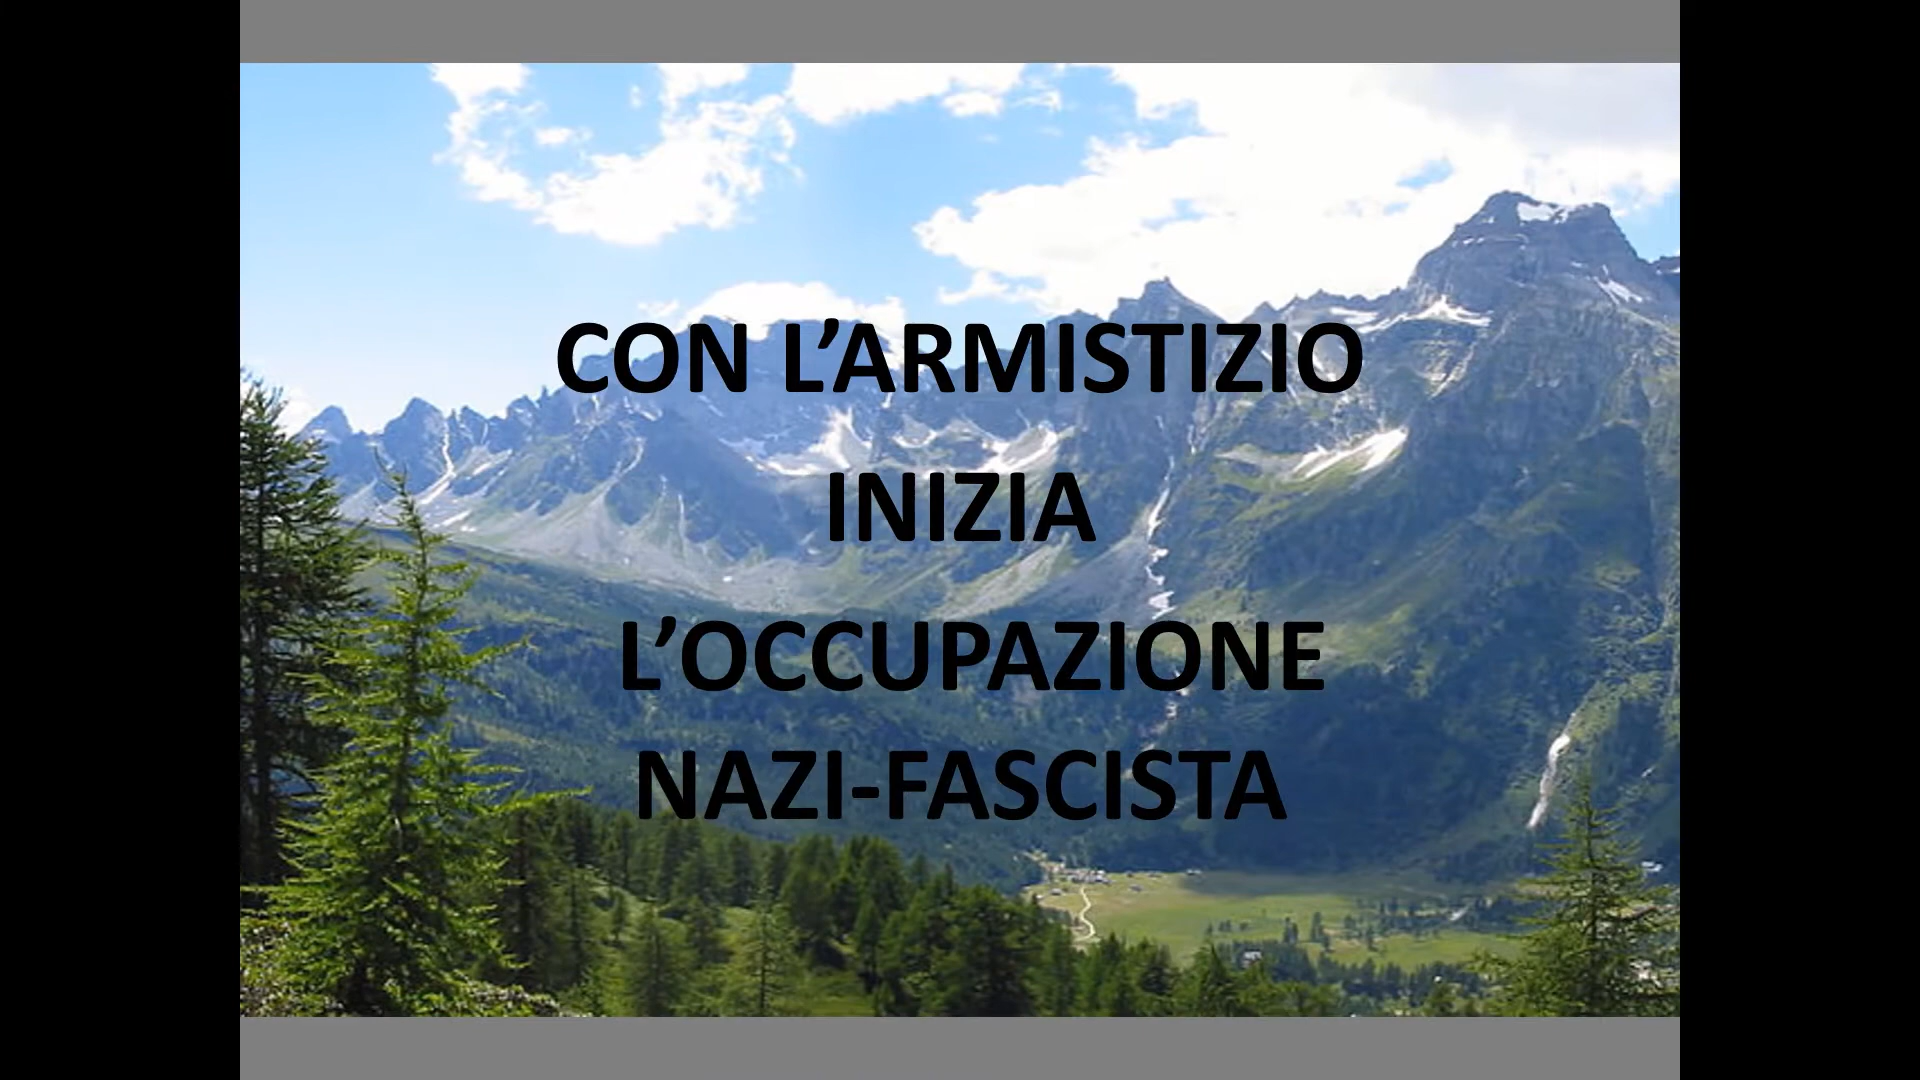 CON L’ARMISTIZIO
INIZIA
L’OCCUPAZIONE
NAZI-FASCISTA